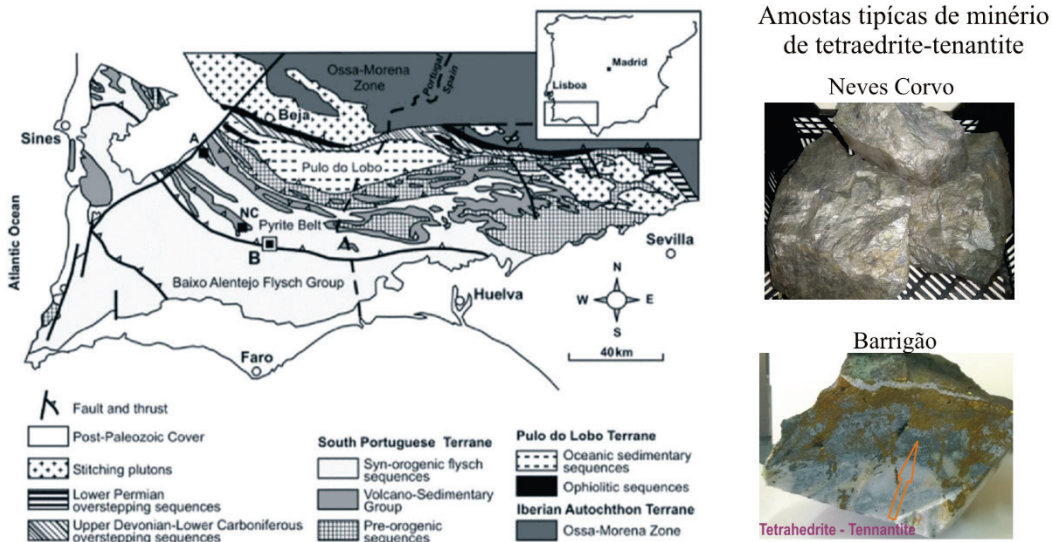 Ossa-Morena
Zone
Portugal
Spain
Madrid
Lisboa
Sines
Beja
A
Pulo do Lobo
NC
Pyrite Belt
B
Sevilla
Atlantic Ocean
Baixo Alentejo Flysch Group
Huelva
N
W E
S
40 km
Faro
Fault and thrust
Post-Paleozoic Cover
Stitching plutons
Lower Permian
overstepping sequences
Upper Devonian-Lower Carboniferous
overstepping sequences
South Portuguese Terrane
Syn-orogenic flysch
sequences
Volcano-Sedimentary
Group
Pre-orogenic
sequences
Pulo do Lobo Terrane
Oceanic sedimentary
sequences
Ophiolitic sequences
Iberian Autochthon Terrane
Ossa-Morena Zone
Amostas tipícas de minério
de tetraedrite-tenantite
Neves Corvo
Barrigão
Tetrahedrite - Tennantite